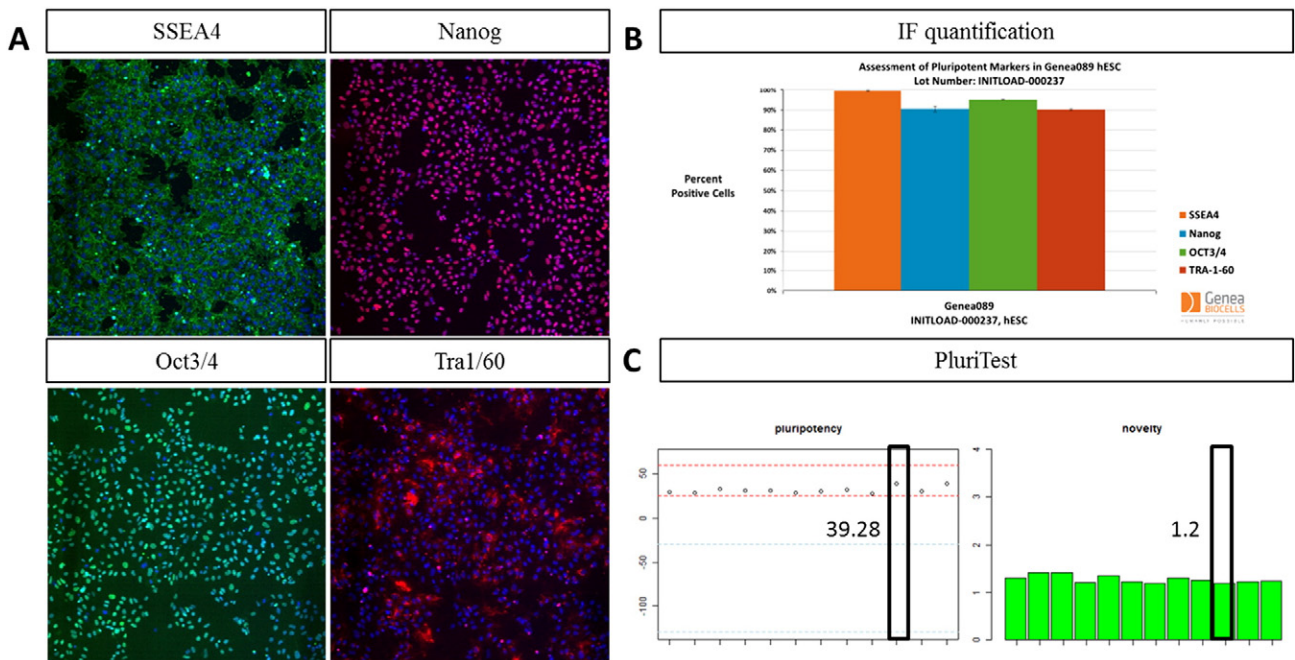 A
SSEA4
Nanog
Oct3/4
Tra1/60
B
IF quantification
Assessment of Pluripotent Markers in Genea089 hESC
Lot Number: INITLOAD-000237
100%
90%
80%
70%
60%
50%
40%
30%
20%
10%
0%
Percent
Positive Cells
SSEA4
Nanog
OCT3/4
TRA-1-60
Genea089
INITLOAD-000237, hESC
Genea
BIOCELLS
C
PluriTest
pluripotency
50
0
-50
-100
39.28
novelty
4
3
2
1
0
1.2